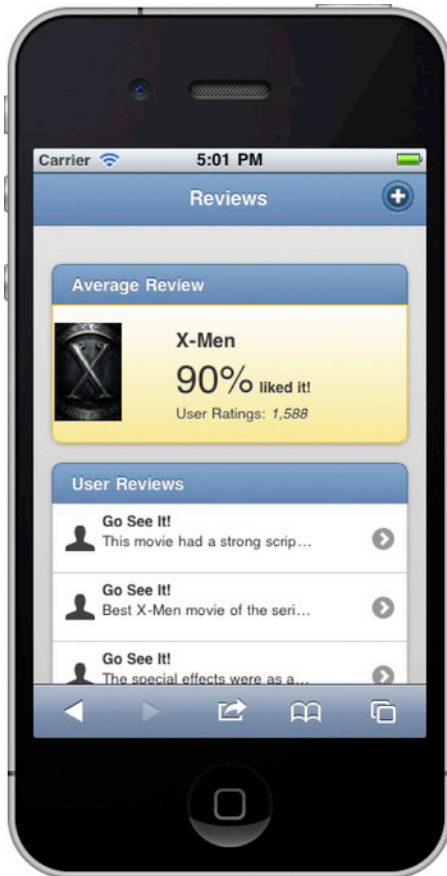 Carrier 5:01 PM
Reviews
Average Review
X-Men
90% liked it!
User Ratings: 1,588
User Reviews
Go See It!
This movie had a strong scrip...
Go See It!
Best X-Men movie of the seri...
Go See It!
The special effects were as a...